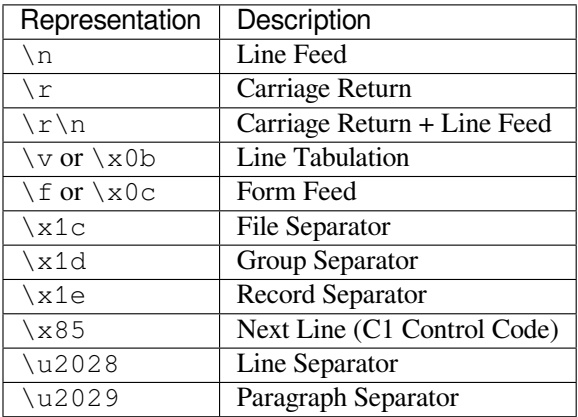 Representation Description
\n Line Feed
\r Carriage Return
\r\n Carriage Return + Line Feed
\v or \x0b Line Tabulation
\f or \x0c Form Feed
\x1c File Separator
\x1d Group Separator
\x1e Record Separator
\x85 Next Line (C1 Control Code)
\u2028 Line Separator
\u2029 Paragraph Separator